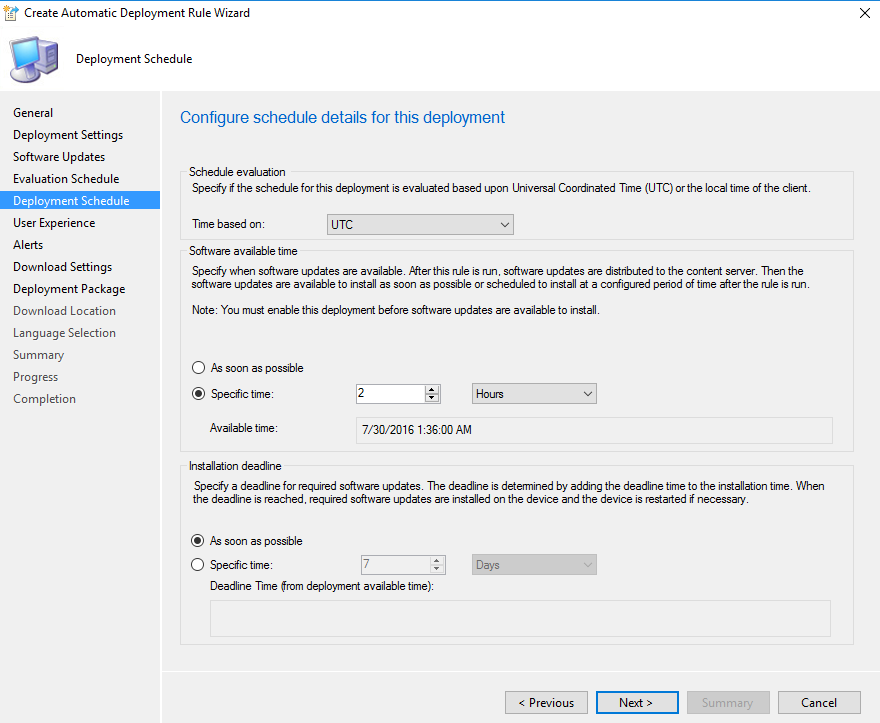 Create Automatic Deployment Rule Wizard
Deployment Schedule
General
Deployment Settings
Software Updates
Evaluation Schedule
Deployment Schedule
User Experience
Alerts
Download Settings
Deployment Package
Download Location
Language Selection
Summary
Progress
Completion
Configure schedule details for this deployment
Schedule evaluation
Specify if the schedule for this deployment is evaluated based upon Universal Coordinated Time (UTC) or the local time of the client.
Time based on: UTC
Software available time
Specify when software updates are available. After this rule is run, software updates are distributed to the content server. Then the
software updates are available to install as soon as possible or scheduled to install at a configured period of time after the rule is run.
Note: You must enable this deployment before software updates are available to install.
As soon as possible
Specific time: 2 Hours
Available time: 7/30/2016 1:36:00 AM
Installation deadline
Specify a deadline for required software updates. The deadline is determined by adding the deadline time to the installation time. When
the deadline is reached, required software updates are installed on the device and the device is restarted if necessary.
As soon as possible
Specific time: 7 Days
Deadline Time (from deployment available time):
< Previous Next > Summary Cancel